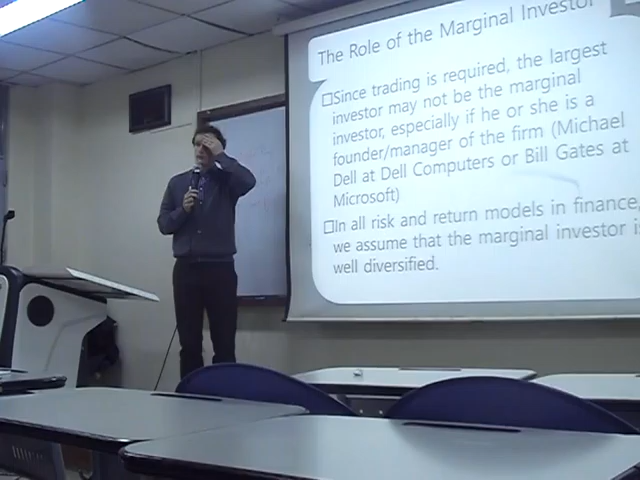 The Role of the Marginal Investor
□Since trading is required, the largest
investor may not be the marginal
investor, especially if he or she is a
founder/manager of the firm (Michael
Dell at Dell Computers or Bill Gates at
Microsoft)
□In all risk and return models in finance,
we assume that the marginal investor is
well diversified.